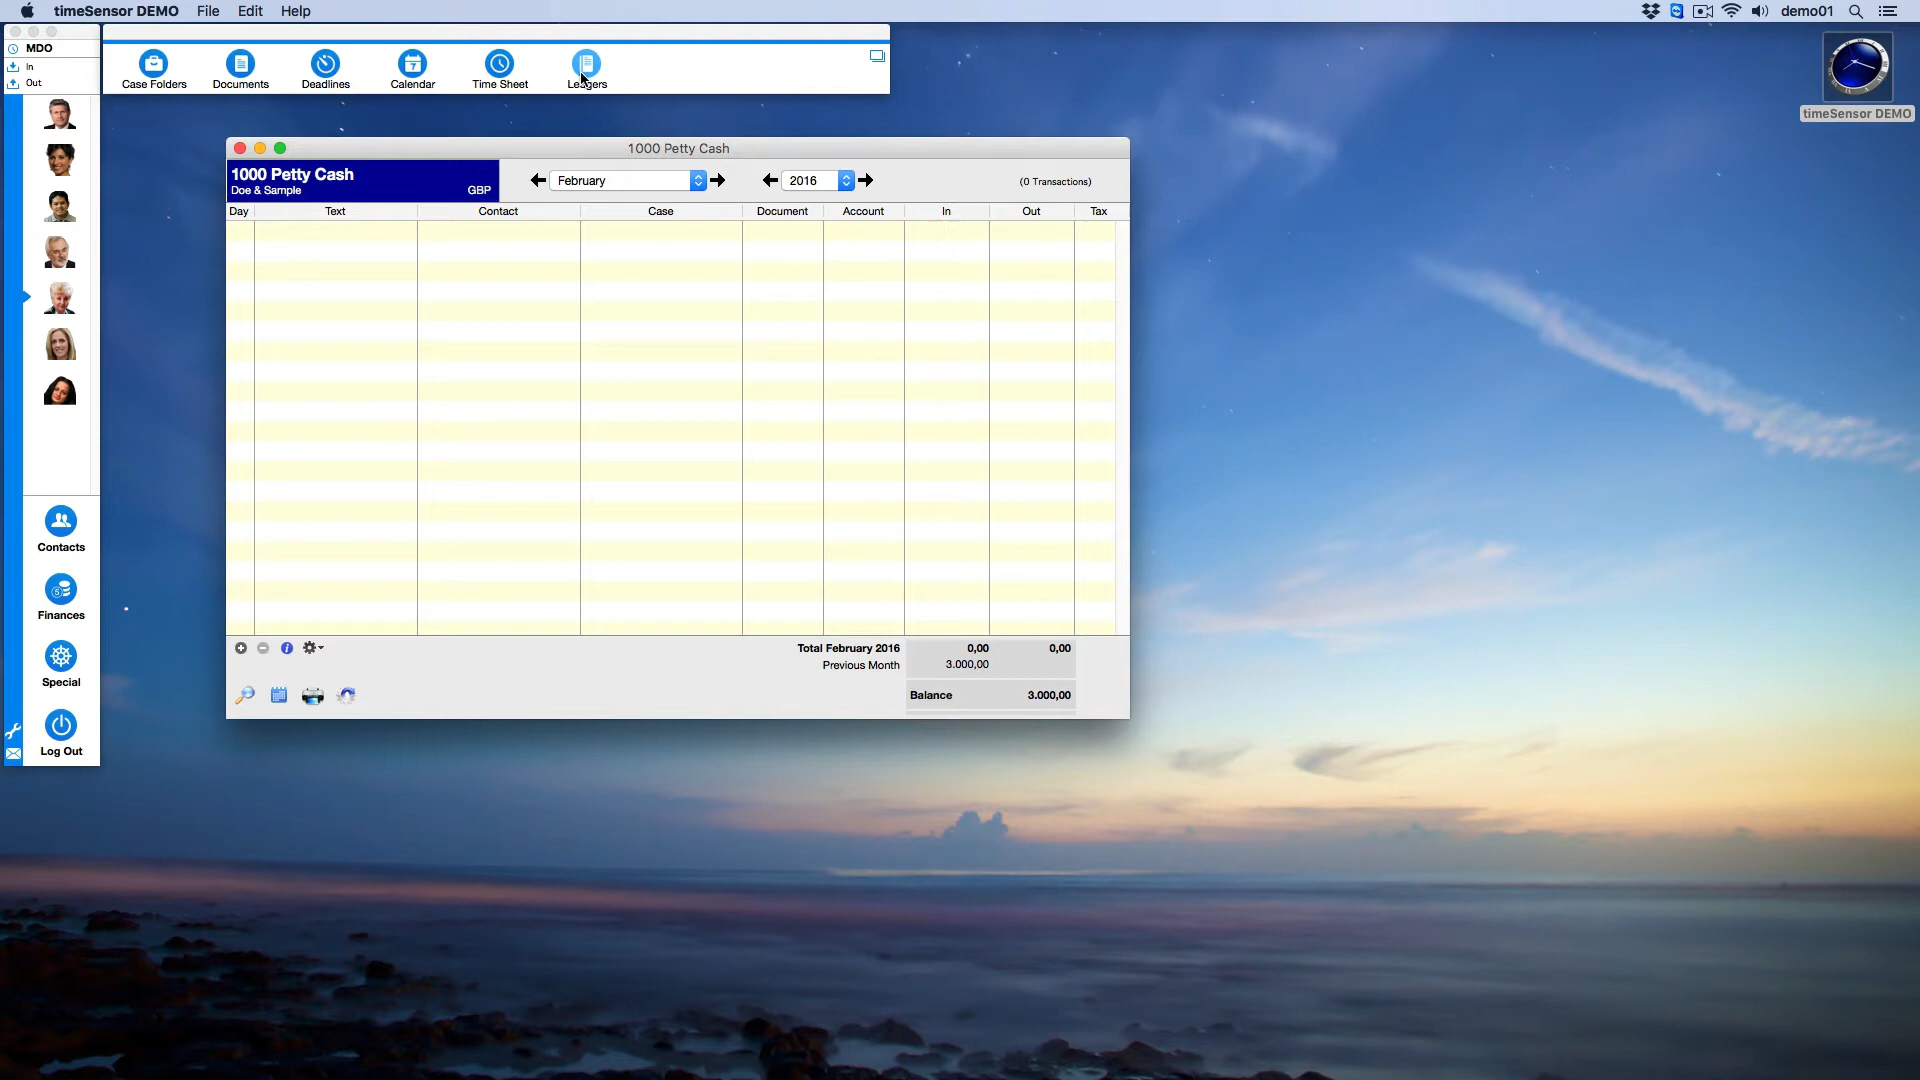 timeSensor DEMO File Edit Help
demo01
MDO
In
Out
Case Folders Documents Deadlines Calendar Time Sheet Ledgers
timeSensor DEMO
1000 Petty Cash
1000 Petty Cash
Doe & Sample GBP
February 2016 (0 Transactions)
Day Text Contact Case Document Account In Out Tax
Contacts
Finances
Special
Log Out
Total February 2016 0,00 0,00
Previous Month 3.000,00
Balance 3.000,00